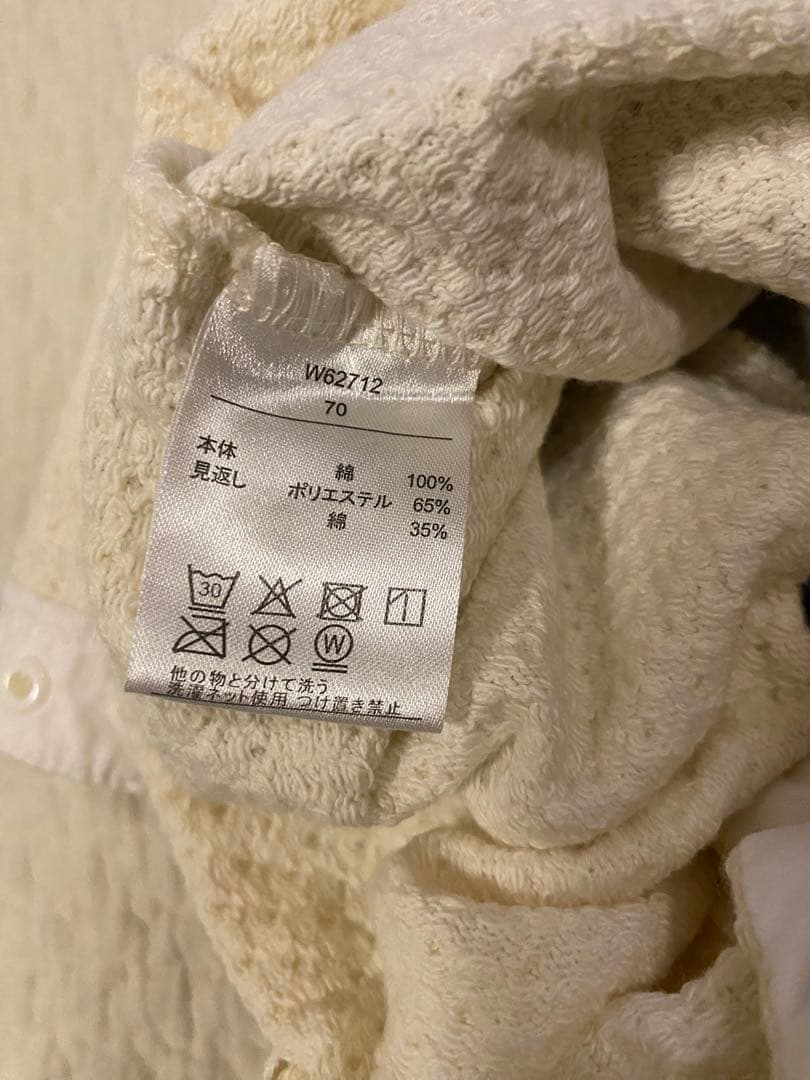 W62712
70
本体 綿 100%
見返し ポリエステル 65%
綿 35%
30
W
他の物と分けて洗う
洗濯ネット使用 つけ置き禁止